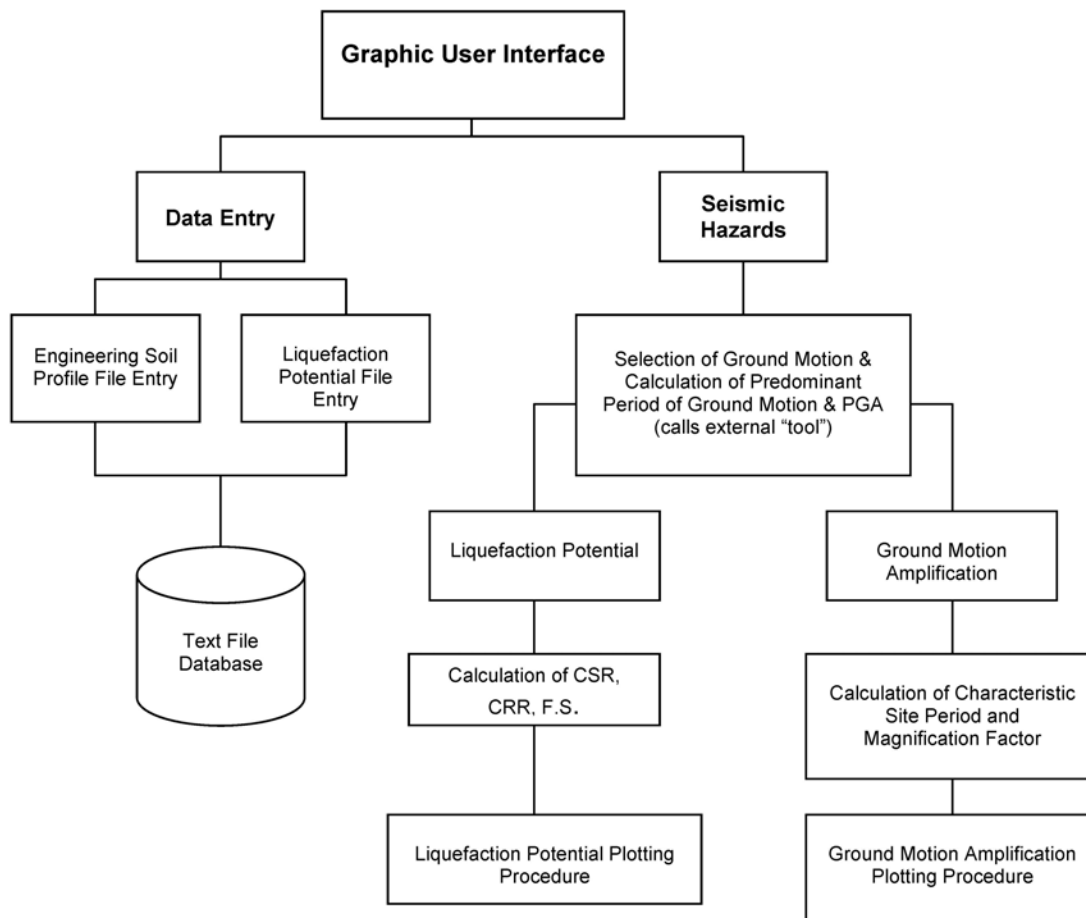 Graphic User Interface
Data Entry
Seismic
Hazards
Engineering Soil
Profile File Entry
Liquefaction
Potential File
Entry
Selection of Ground Motion &
Calculation of Predominant
Period of Ground Motion & PGA
(calls external “tool”)
Liquefaction Potential
Ground Motion
Amplification
Text File
Database
Calculation of CSR,
CRR, F.S.
Calculation of Characteristic
Site Period and
Magnification Factor
Liquefaction Potential Plotting
Procedure
Ground Motion Amplification
Plotting Procedure